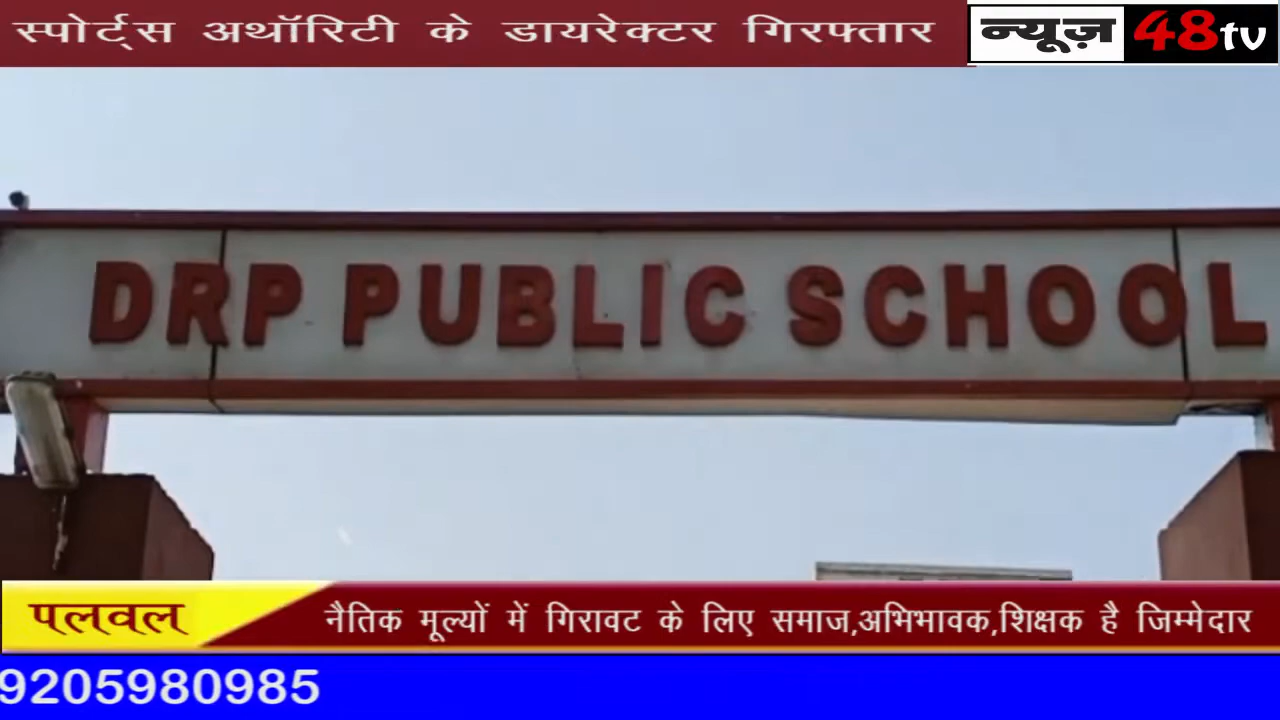 स्पोर्ट्स अथॉरिटी के डायरेक्टर गिरफ्तार
न्यूज़ 48tv
DRP PUBLIC SCHOOL
पलवल
नैतिक मूल्यों में गिरावट के लिए समाज,अभिभावक,शिक्षक है जिम्मेदार
9205980985